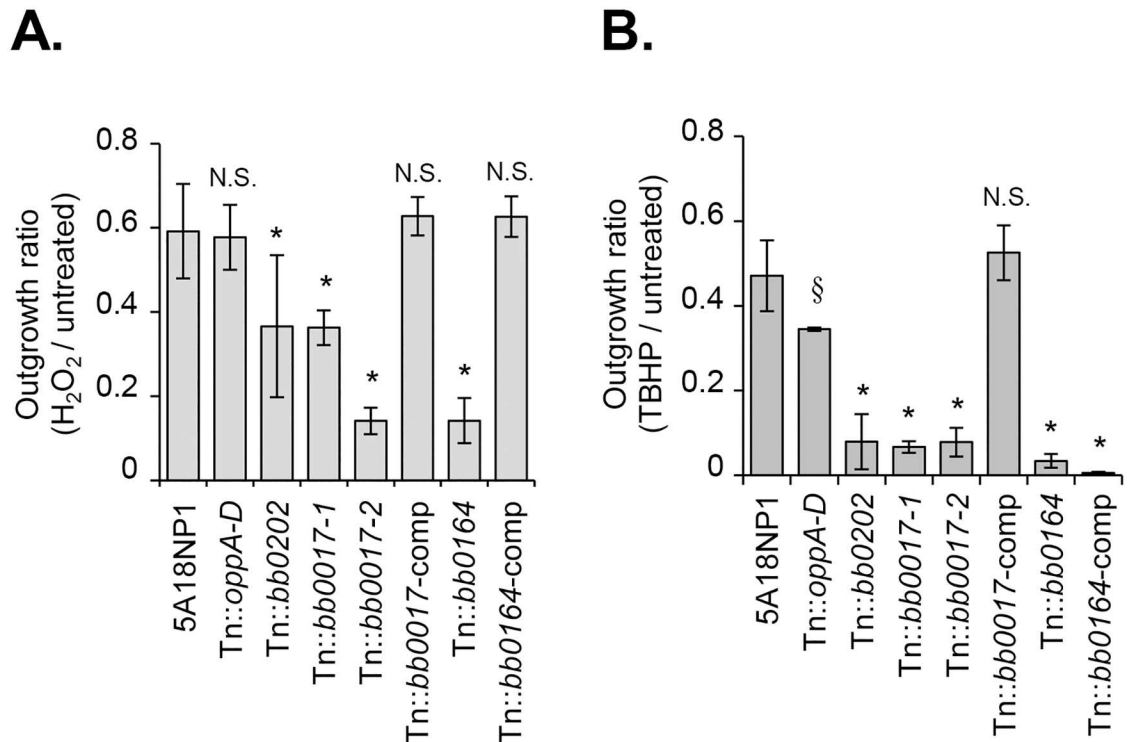 A.
Outgrowth ratio
(H₂O₂ / untreated)
0.8
0.6
0.4
0.2
0
N.S.
*
*
*
N.S.
*
N.S.
5A18NP1
Tn::oppA-D
Tn::bb0202
Tn::bb0017-1
Tn::bb0017-2
Tn::bb0017-comp
Tn::bb0164
Tn::bb0164-comp
B.
Outgrowth ratio
(TBHP / untreated)
0.8
0.6
0.4
0.2
0
§
*
*
*
N.S.
*
*
5A18NP1
Tn::oppA-D
Tn::bb0202
Tn::bb0017-1
Tn::bb0017-2
Tn::bb0017-comp
Tn::bb0164
Tn::bb0164-comp